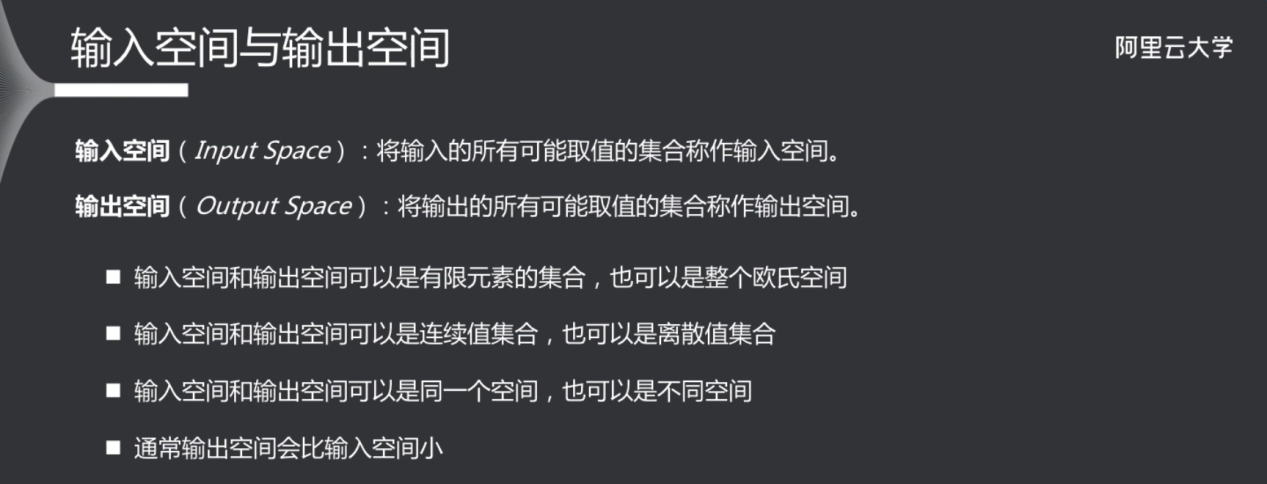 输入空间与输出空间
阿里云大学
输入空间（Input Space）：将输入的所有可能取值的集合称作输入空间。
输出空间（Output Space）：将输出的所有可能取值的集合称作输出空间。
■ 输入空间和输出空间可以是有限元素的集合，也可以是整个欧氏空间
■ 输入空间和输出空间可以是连续值集合，也可以是离散值集合
■ 输入空间和输出空间可以是同一个空间，也可以是不同空间
■ 通常输出空间会比输入空间小